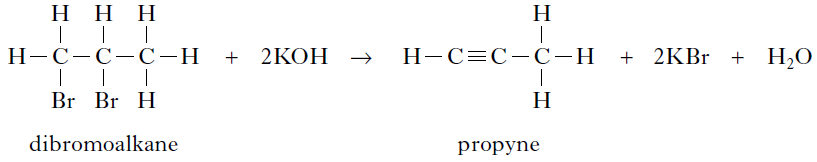 H H H H
H—C—C—C—H + 2KOH → H—C≡C—C—H + 2KBr + H₂O
Br Br H H
dibromoalkane propyne